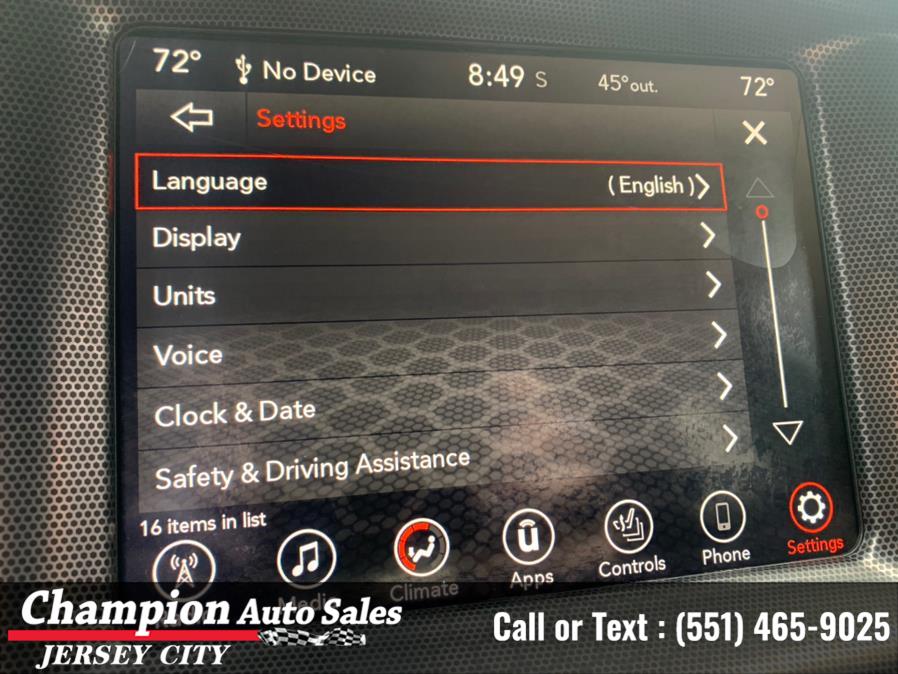 72° No Device 8:49 S 45°out. 72°
Settings
Language (English)
Display
Units
Voice
Clock & Date
Safety & Driving Assistance
16 items in list
Media Climate Apps Controls Phone Settings
Champion Auto Sales
JERSEY CITY
Call or Text : (551) 465-9025